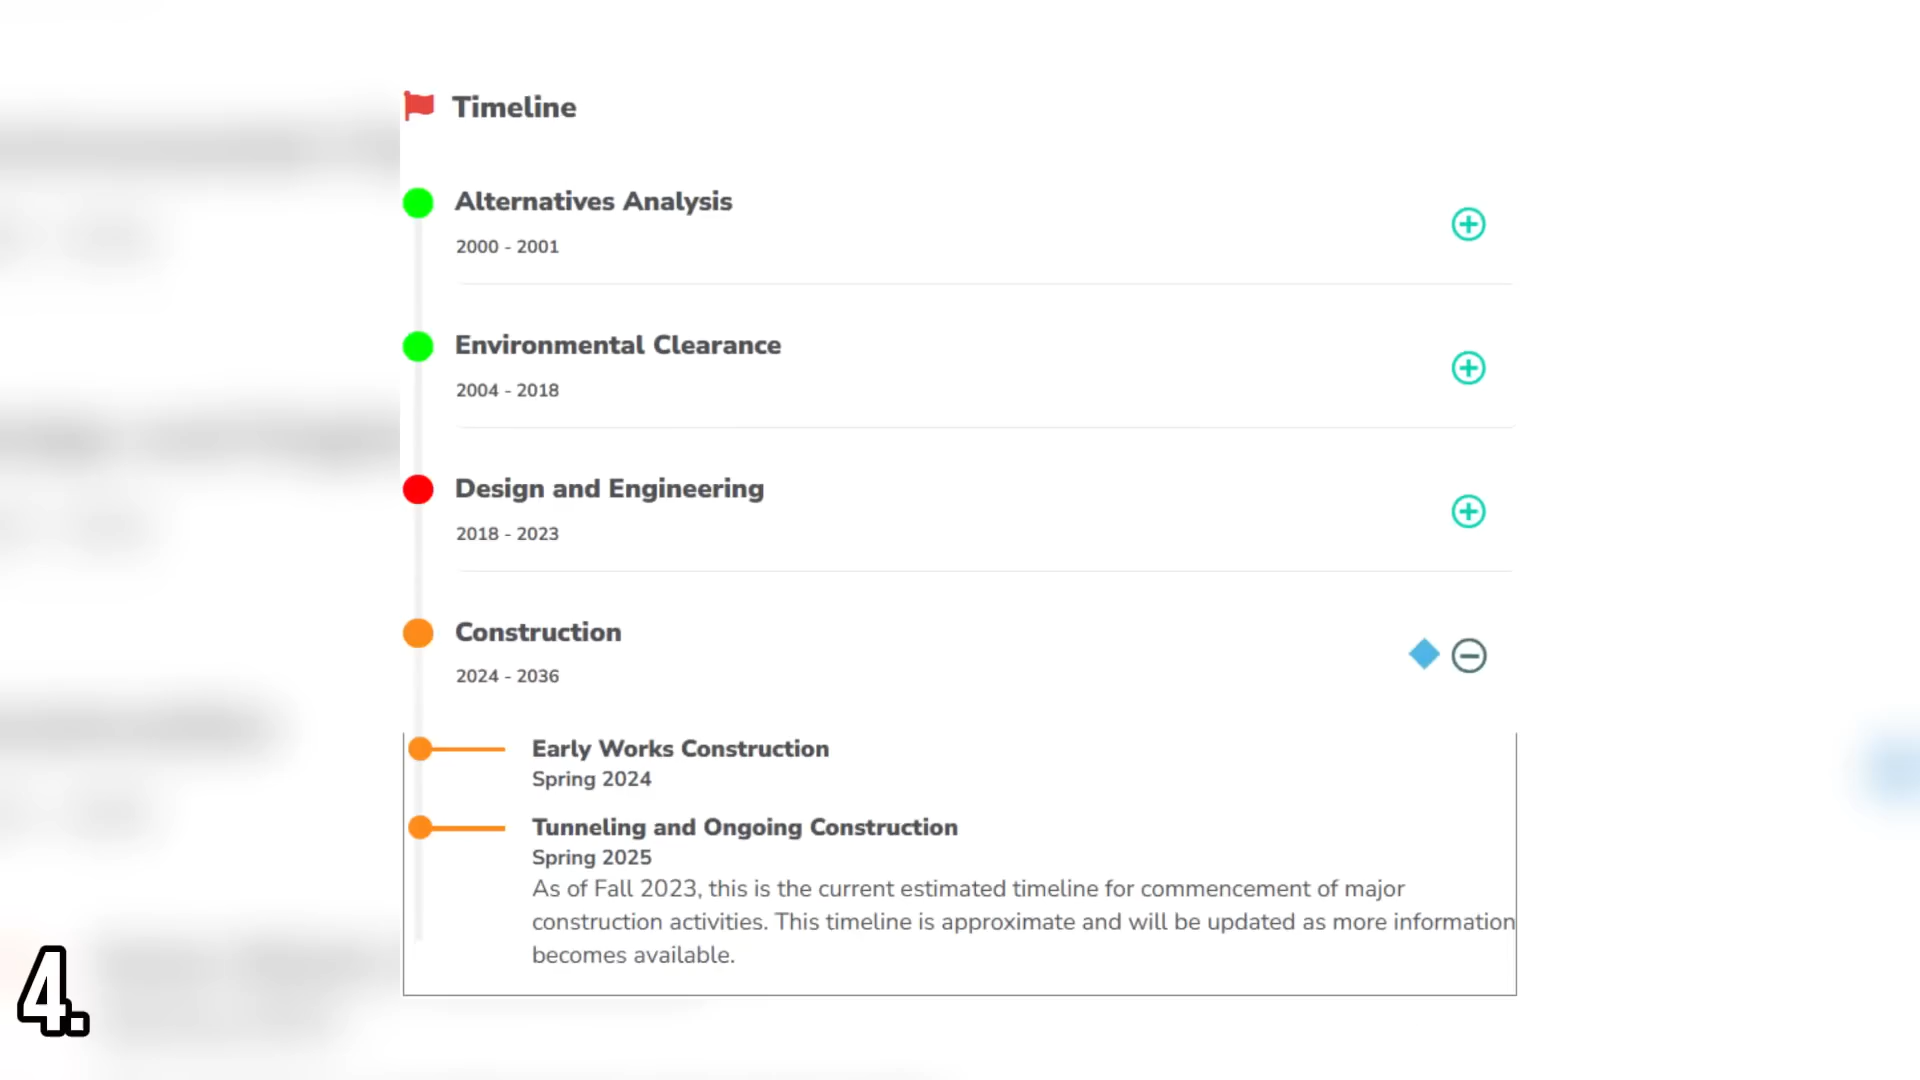 Timeline
Alternatives Analysis
2000 - 2001
Environmental Clearance
2004 - 2018
Design and Engineering
2018 - 2023
Construction
2024 - 2036
Early Works Construction
Spring 2024
Tunneling and Ongoing Construction
Spring 2025
As of Fall 2023, this is the current estimated timeline for commencement of major
construction activities. This timeline is approximate and will be updated as more information
becomes available.
4.